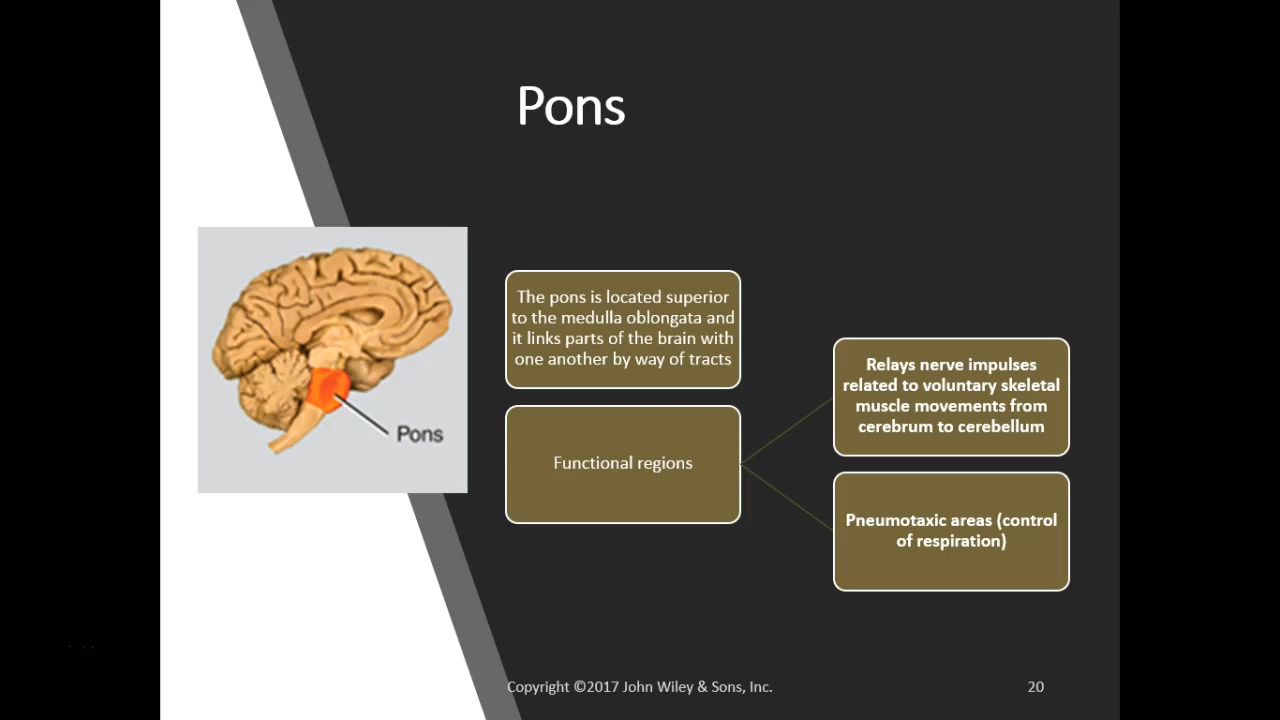 Pons
Pons
The pons is located superior
to the medulla oblongata and
it links parts of the brain with
one another by way of tracts
Functional regions
Relays nerve impulses
related to voluntary skeletal
muscle movements from
cerebrum to cerebellum
Pneumotaxic areas (control
of respiration)
Copyright ©2017 John Wiley & Sons, Inc.
20